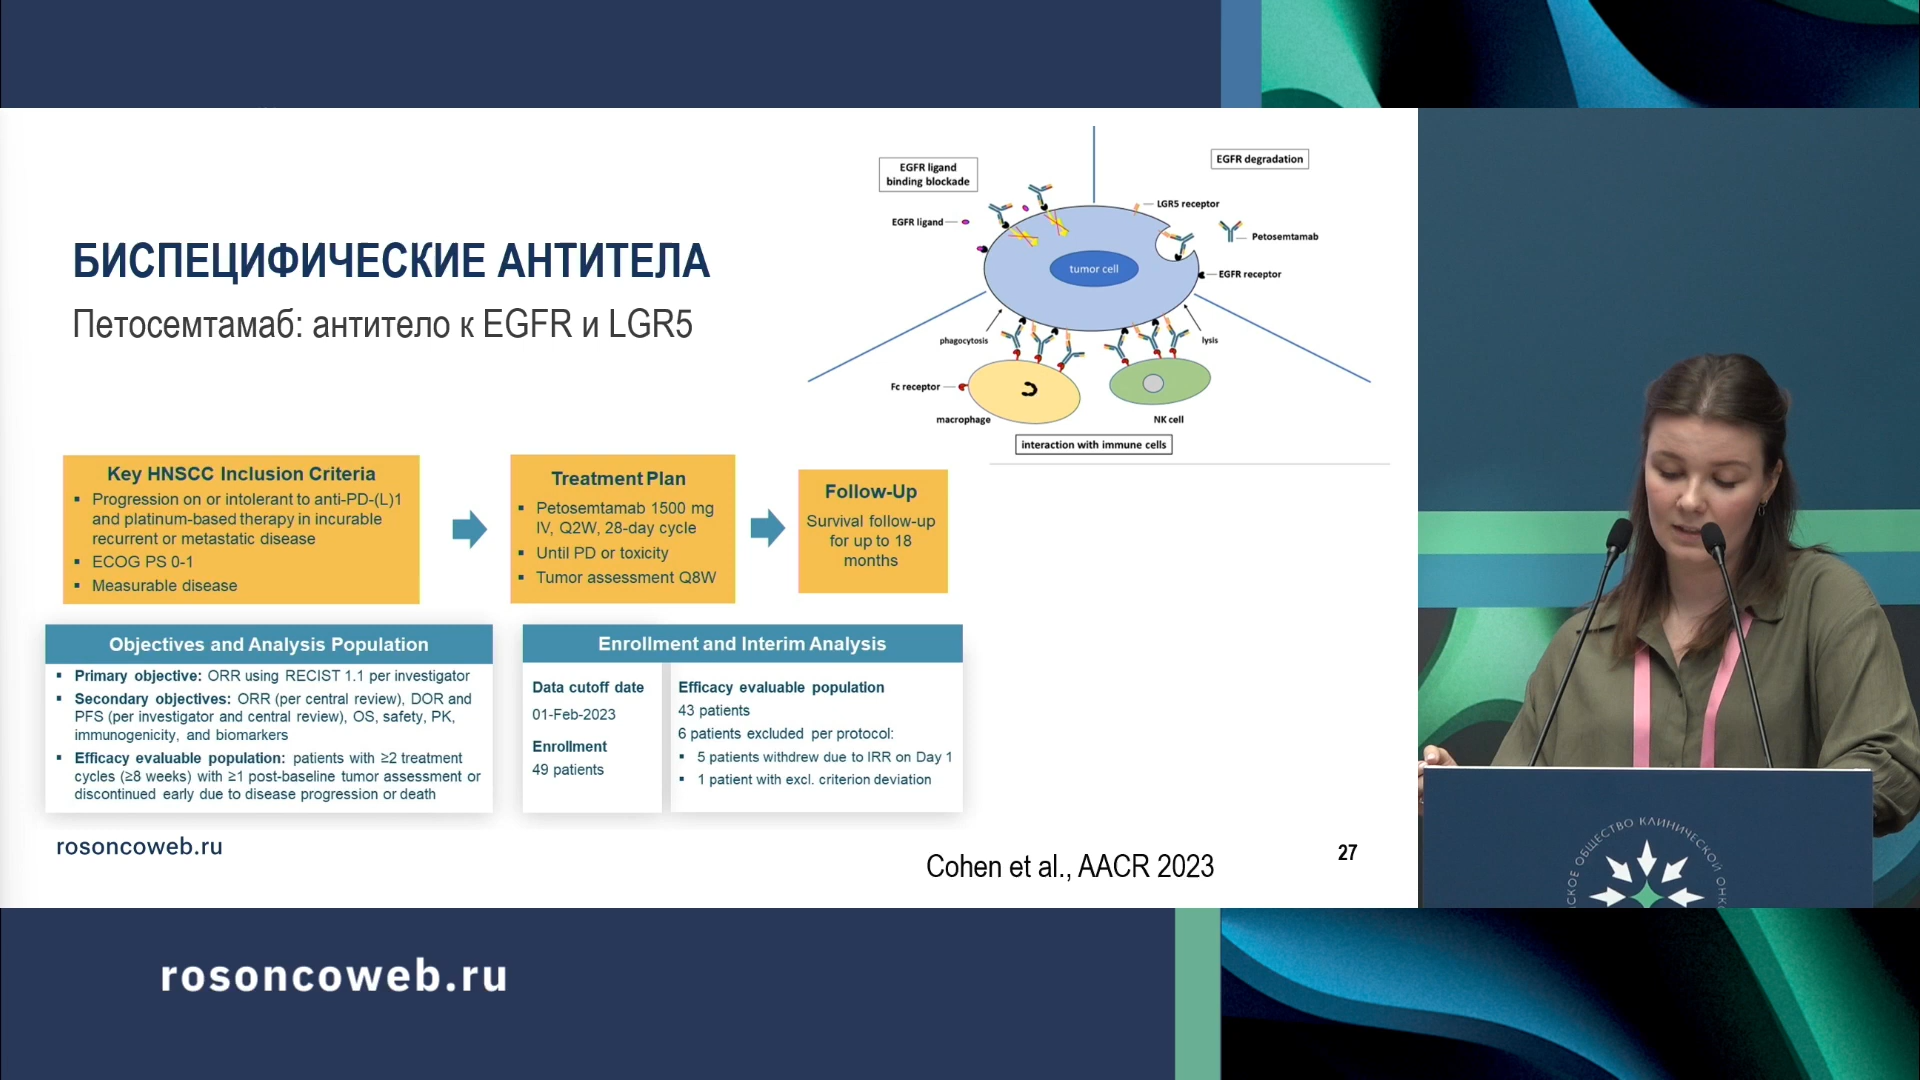 БИСПЕЦИФИЧЕСКИЕ АНТИТЕЛА
Петосемтамаб: антитело к EGFR и LGR5
EGFR ligand
binding blockade
EGFR degradation
EGFR ligand
LGR5 receptor
Petosemtamab
EGFR receptor
tumor cell
phagocytosis
lysis
Fc receptor
macrophage
NK cell
interaction with immune cells
Key HNSCC Inclusion Criteria
▪ Progression on or intolerant to anti-PD-(L)1
and platinum-based therapy in incurable
recurrent or metastatic disease
▪ ECOG PS 0-1
▪ Measurable disease
Treatment Plan
▪ Petosemtamab 1500 mg
IV, Q2W, 28-day cycle
▪ Until PD or toxicity
▪ Tumor assessment Q8W
Follow-Up
Survival follow-up
for up to 18
months
Objectives and Analysis Population
▪ Primary objective: ORR using RECIST 1.1 per investigator
▪ Secondary objectives: ORR (per central review), DOR and
PFS (per investigator and central review), OS, safety, PK,
immunogenicity, and biomarkers
▪ Efficacy evaluable population: patients with ≥2 treatment
cycles (≥8 weeks) with ≥1 post-baseline tumor assessment or
discontinued early due to disease progression or death
Enrollment and Interim Analysis
Data cutoff date
01-Feb-2023
Enrollment
49 patients
Efficacy evaluable population
43 patients
6 patients excluded per protocol:
▪ 5 patients withdrew due to IRR on Day 1
▪ 1 patient with excl. criterion deviation
rosoncoweb.ru
Cohen et al., AACR 2023
27
ОБЩЕСТВО КЛИНИЧЕСКОЙ
rosoncoweb.ru